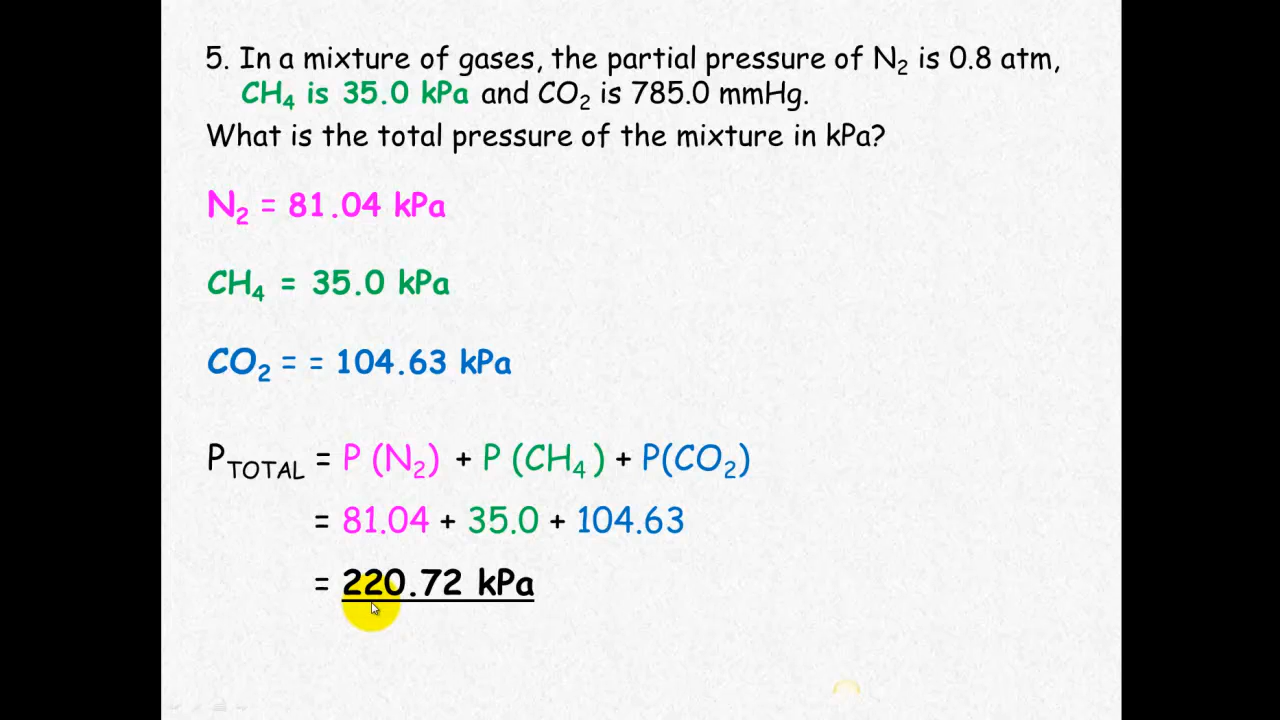 5. In a mixture of gases, the partial pressure of N₂ is 0.8 atm,
CH₄ is 35.0 kPa and CO₂ is 785.0 mmHg.
What is the total pressure of the mixture in kPa?
N₂ = 81.04 kPa
CH₄ = 35.0 kPa
CO₂ = = 104.63 kPa
P_TOTAL = P (N₂) + P (CH₄ ) + P(CO₂)
= 81.04 + 35.0 + 104.63
= 220.72 kPa